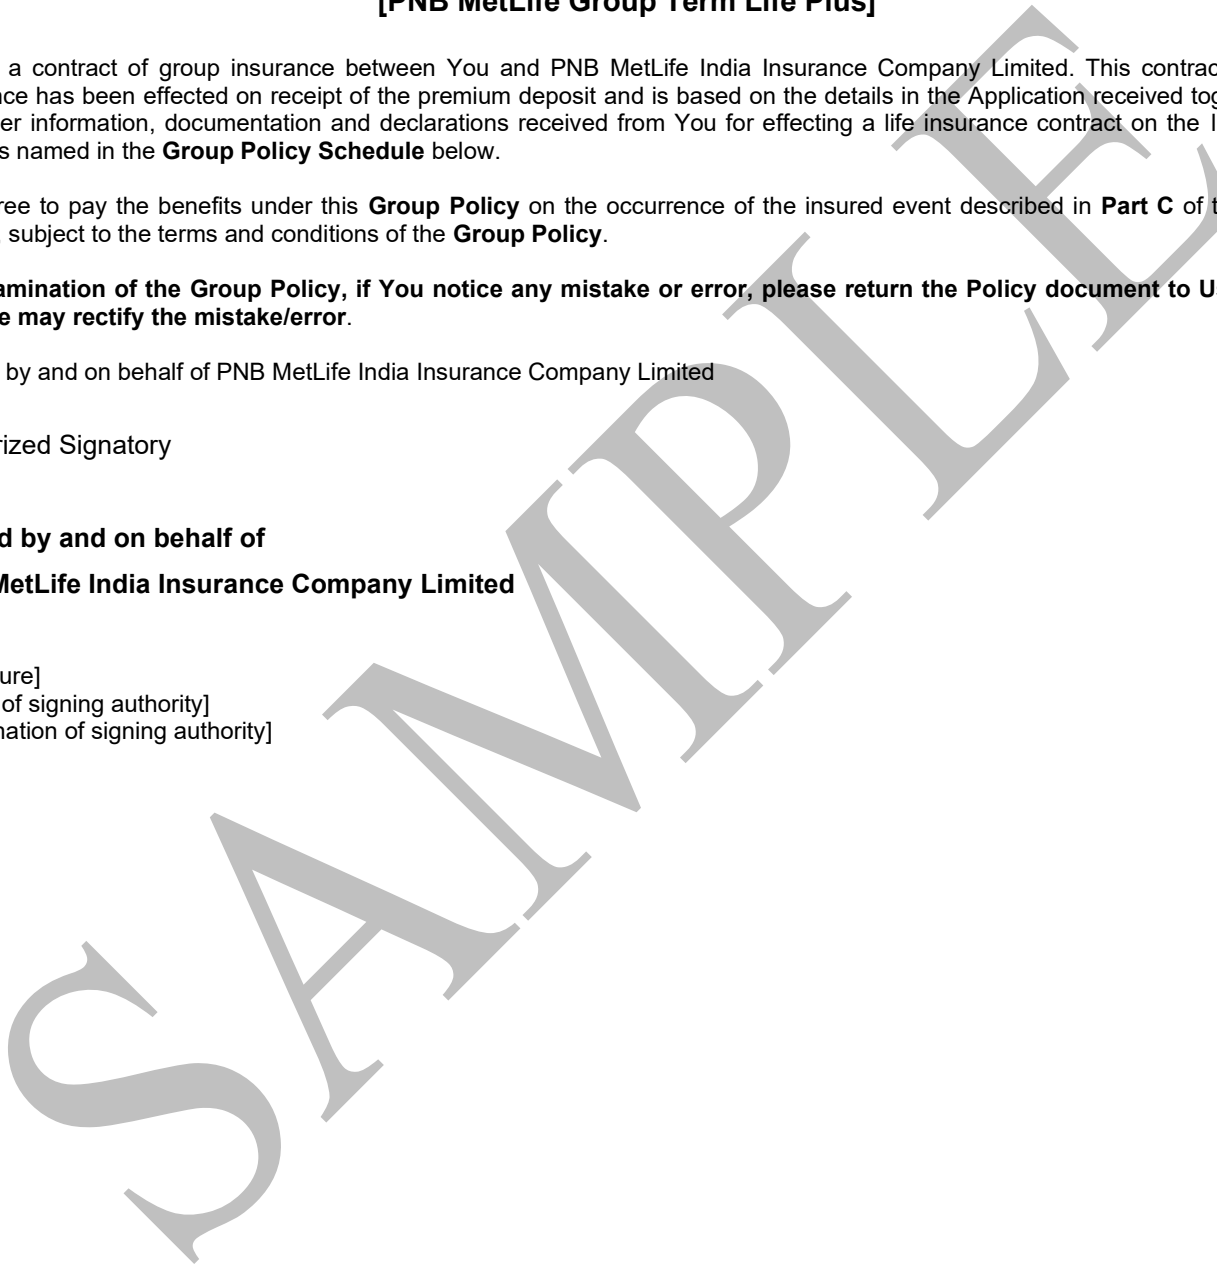 [PNB MetLife Group Term Life Plus]
a contract of group insurance between You and PNB MetLife India Insurance Company Limited. This contrac
nce has been effected on receipt of the premium deposit and is based on the details in the Application received tog
er information, documentation and declarations received from You for effecting a life insurance contract on the I
s named in the Group Policy Schedule below.
ree to pay the benefits under this Group Policy on the occurrence of the insured event described in Part C of t
, subject to the terms and conditions of the Group Policy.
amination of the Group Policy, if You notice any mistake or error, please return the Policy document to U
e may rectify the mistake/error.
by and on behalf of PNB MetLife India Insurance Company Limited
rized Signatory
d by and on behalf of
MetLife India Insurance Company Limited
ure]
of signing authority]
nation of signing authority]
SAMPLE